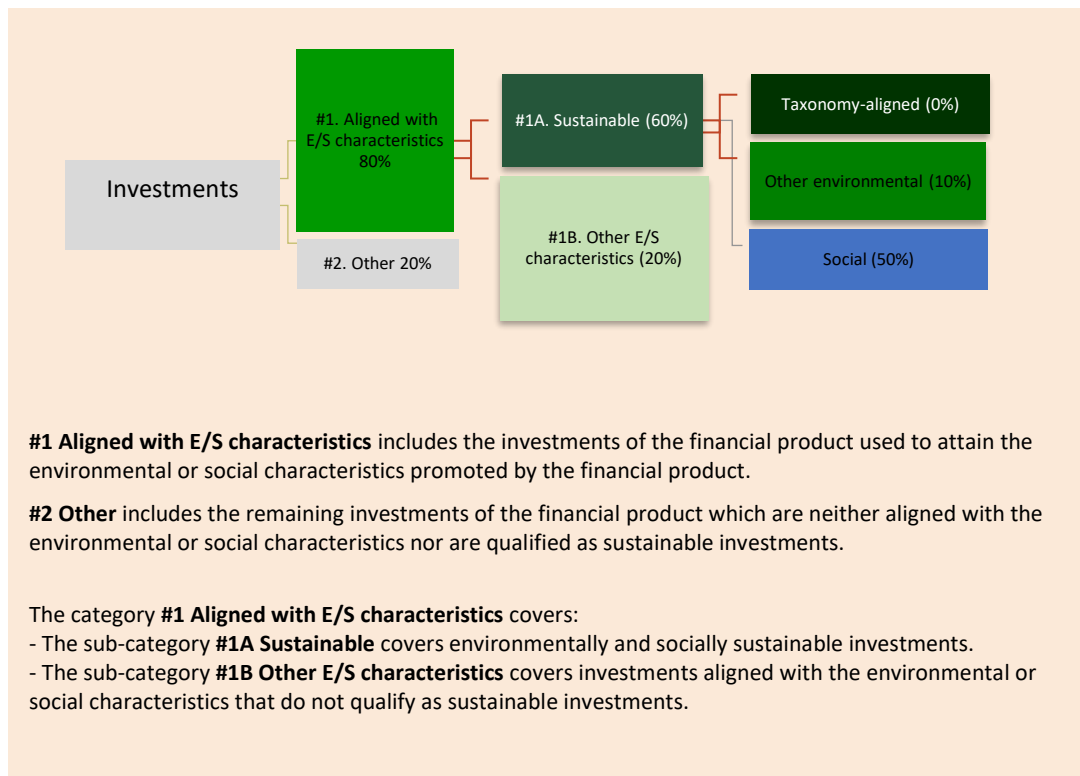 Investments
#1. Aligned with
E/S characteristics
80%
#2. Other 20%
#1A. Sustainable (60%)
#1B. Other E/S
characteristics (20%)
Taxonomy-aligned (0%)
Other environmental (10%)
Social (50%)
#1 Aligned with E/S characteristics includes the investments of the financial product used to attain the
environmental or social characteristics promoted by the financial product.
#2 Other includes the remaining investments of the financial product which are neither aligned with the
environmental or social characteristics nor are qualified as sustainable investments.
The category #1 Aligned with E/S characteristics covers:
- The sub-category #1A Sustainable covers environmentally and socially sustainable investments.
- The sub-category #1B Other E/S characteristics covers investments aligned with the environmental or
social characteristics that do not qualify as sustainable investments.